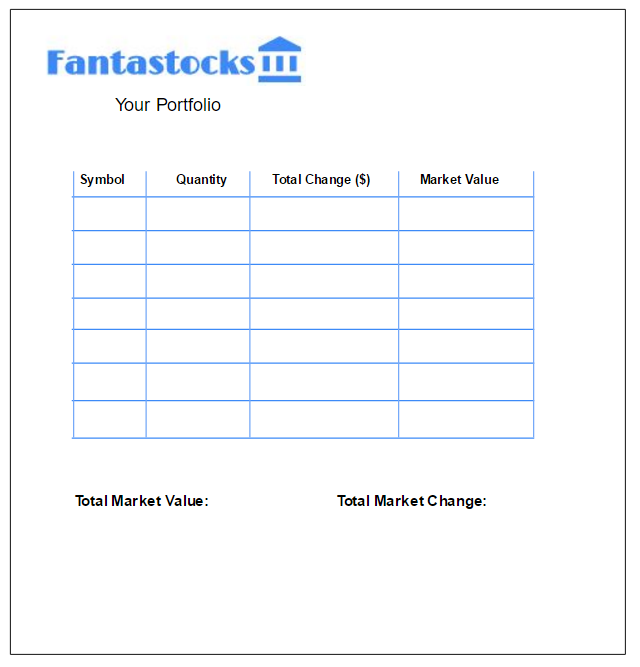 Fantastocks
Your Portfolio
Symbol Quantity Total Change ($) Market Value
Total Market Value: Total Market Change: